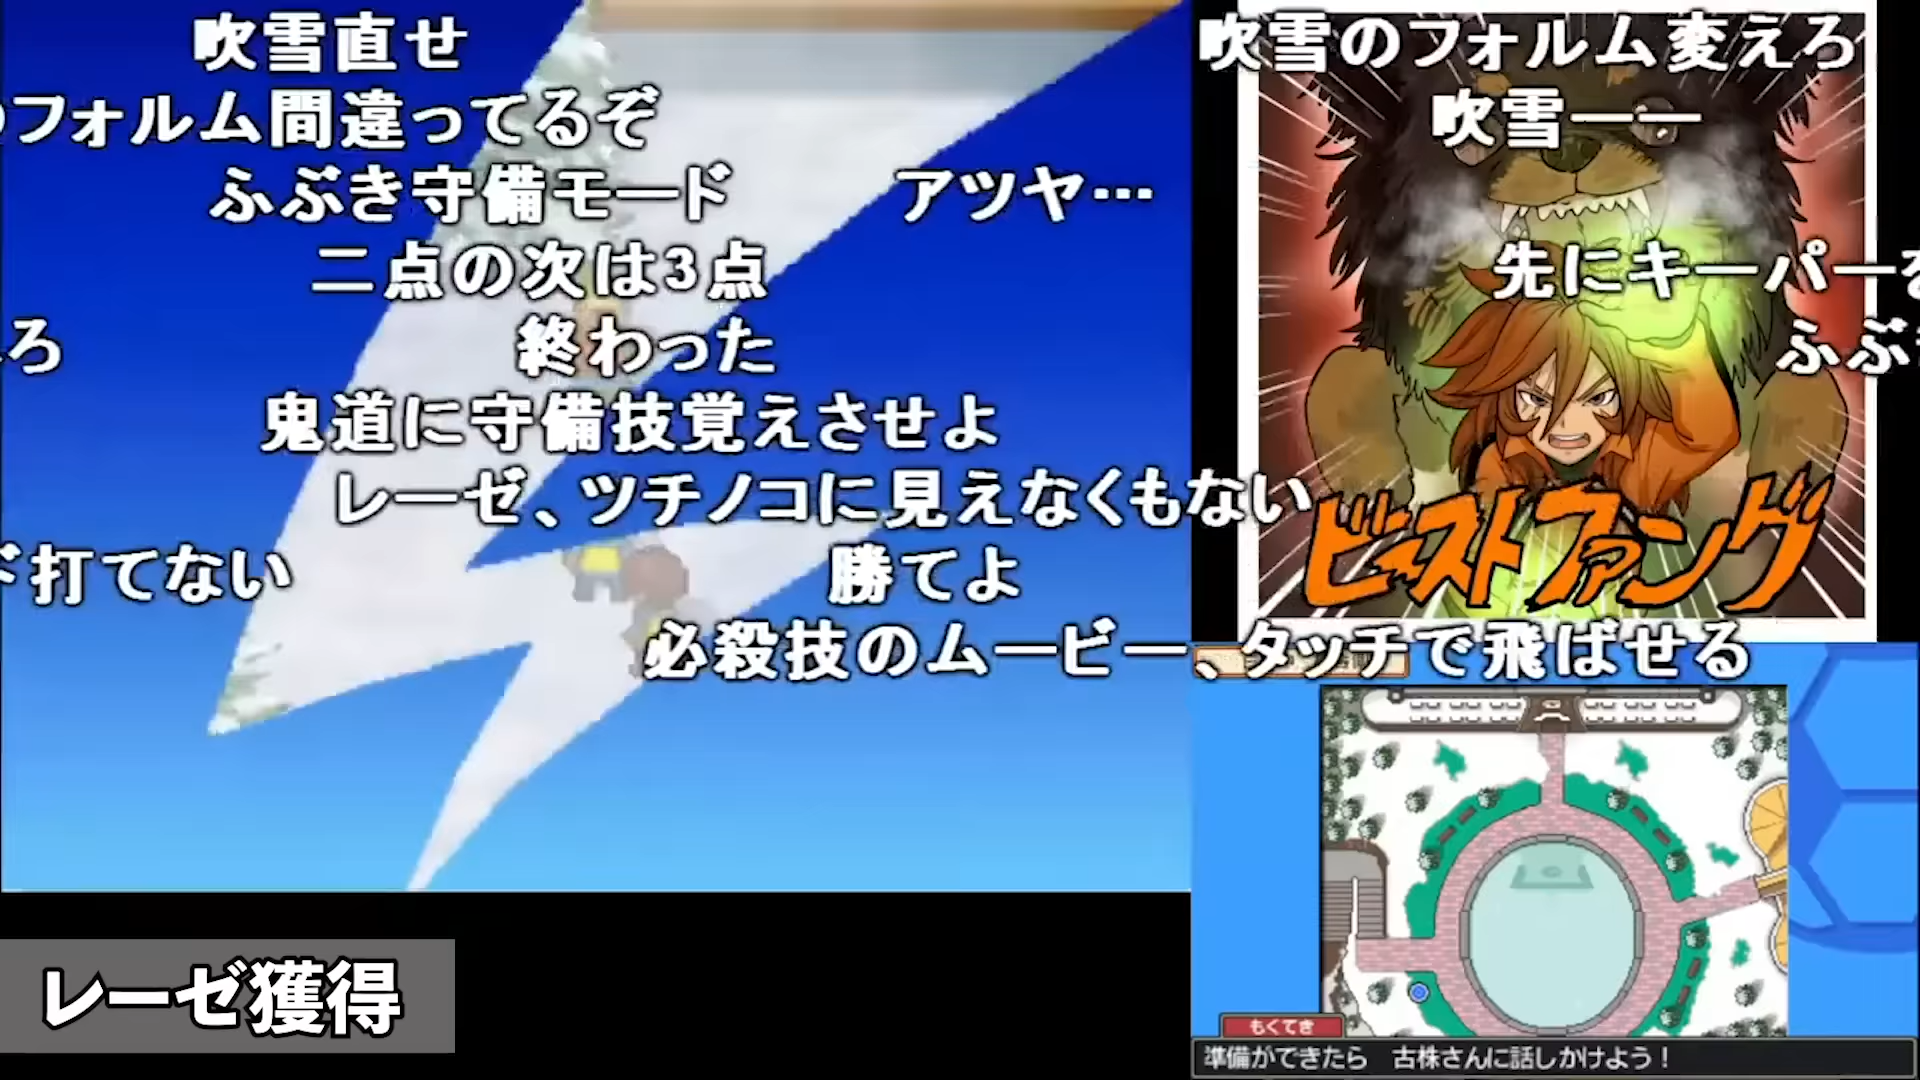 吹雪直せ
吹雪のフォルム変えろ
のフォルム間違ってるぞ
吹雪ーー
ふぶき守備モード
アツヤ…
二点の次は3点
先にキーパーを
ろ
終わった
ふぶ
鬼道に守備技覚えさせよ
レーゼ、ツチノコに見えなくもない
ビーストファング
ド打てない
勝てよ
必殺技のムービー、タッチで飛ばせる
レーゼ獲得
もくてき
準備ができたら 古株さんに話しかけよう！